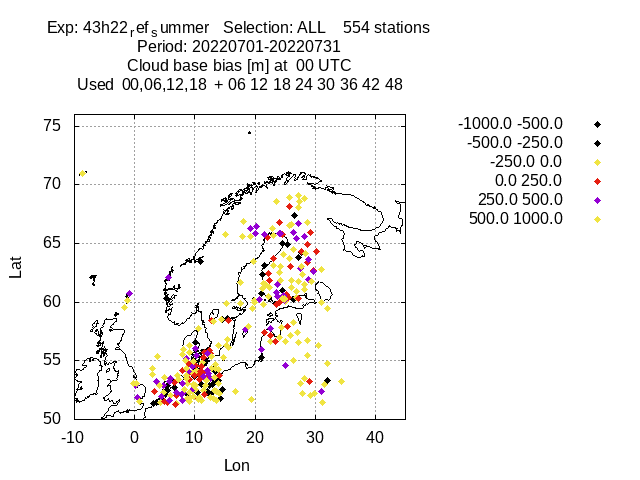 Exp: 43h22ref summer Selection: ALL 554 stations
Period: 20220701-20220731
Cloud base bias [m] at 00 UTC
Used 00,06,12,18 + 06 12 18 24 30 36 42 48
-1000.0 -500.0
-500.0 -250.0
-250.0 0.0
0.0 250.0
250.0 500.0
500.0 1000.0
75
70
65
60
55
50
Lat
-10 0 10 20 30 40
Lon